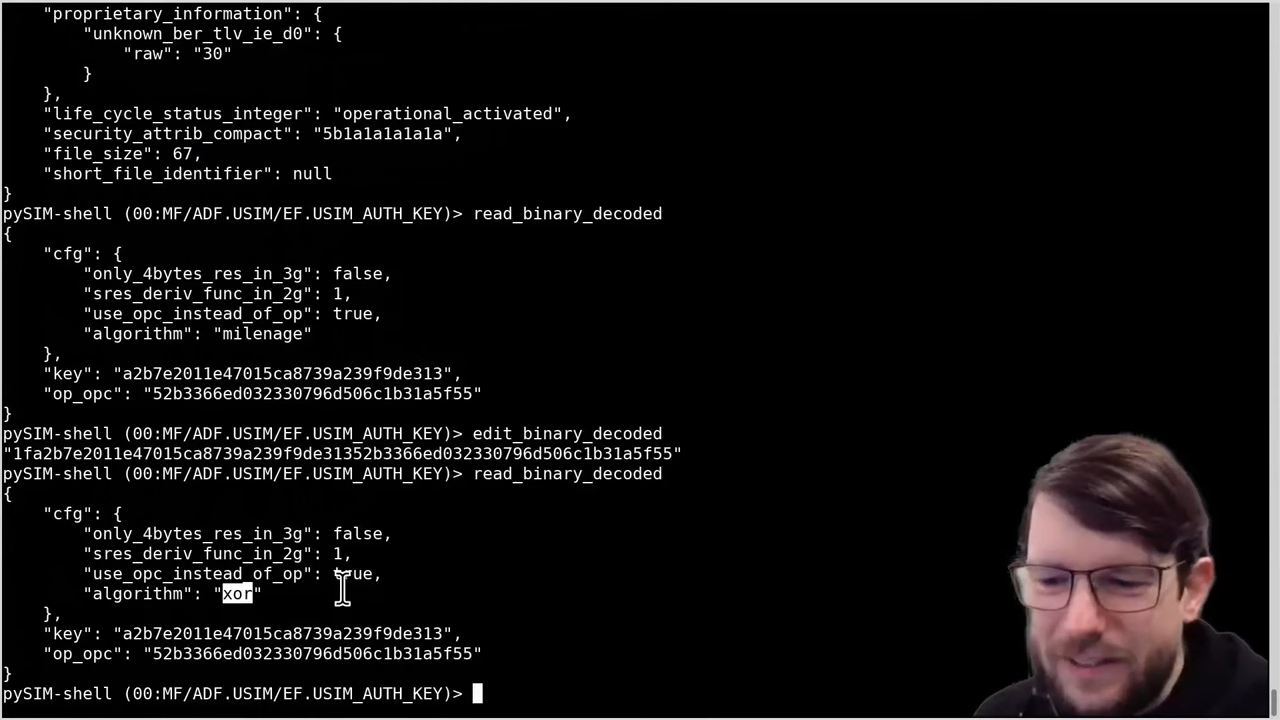 "proprietary_information": {
"unknown_ber_tlv_ie_d0": {
"raw": "30"
}
},
"life_cycle_status_integer": "operational_activated",
"security_attrib_compact": "5b1a1a1a1a1a",
"file_size": 67,
"short_file_identifier": null
}
pySIM-shell (00:MF/ADF.USIM/EF.USIM_AUTH_KEY)> read_binary_decoded
{
"cfg": {
"only_4bytes_res_in_3g": false,
"sres_deriv_func_in_2g": 1,
"use_opc_instead_of_op": true,
"algorithm": "milenage"
},
"key": "a2b7e2011e47015ca8739a239f9de313",
"op_opc": "52b3366ed032330796d506c1b31a5f55"
}
pySIM-shell (00:MF/ADF.USIM/EF.USIM_AUTH_KEY)> edit_binary_decoded
"1fa2b7e2011e47015ca8739a239f9de31352b3366ed032330796d506c1b31a5f55"
pySIM-shell (00:MF/ADF.USIM/EF.USIM_AUTH_KEY)> read_binary_decoded
{
"cfg": {
"only_4bytes_res_in_3g": false,
"sres_deriv_func_in_2g": 1,
"use_opc_instead_of_op": true,
"algorithm": "xor"
},
"key": "a2b7e2011e47015ca8739a239f9de313",
"op_opc": "52b3366ed032330796d506c1b31a5f55"
}
pySIM-shell (00:MF/ADF.USIM/EF.USIM_AUTH_KEY)>